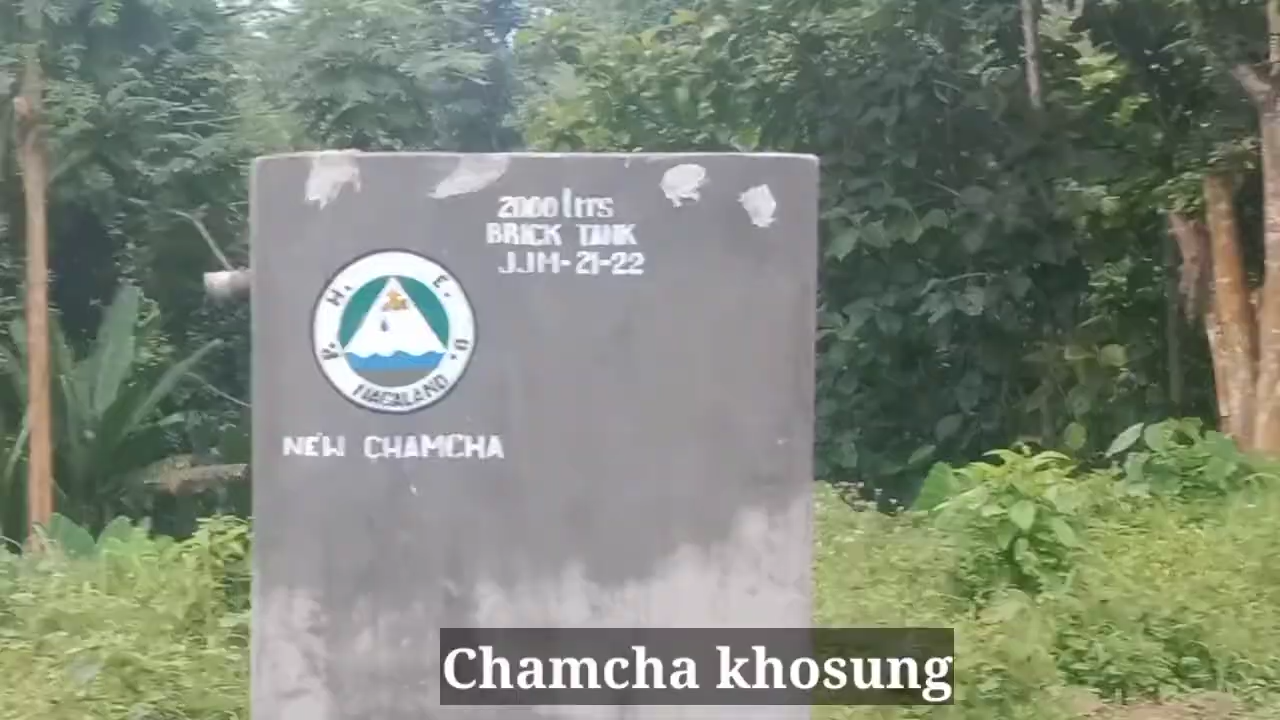 2000 ltrs
BRICK TANK
JJM-21-22
P.H.E.D.
NAGALAND
NEW CHAMCHA
Chamcha khosung